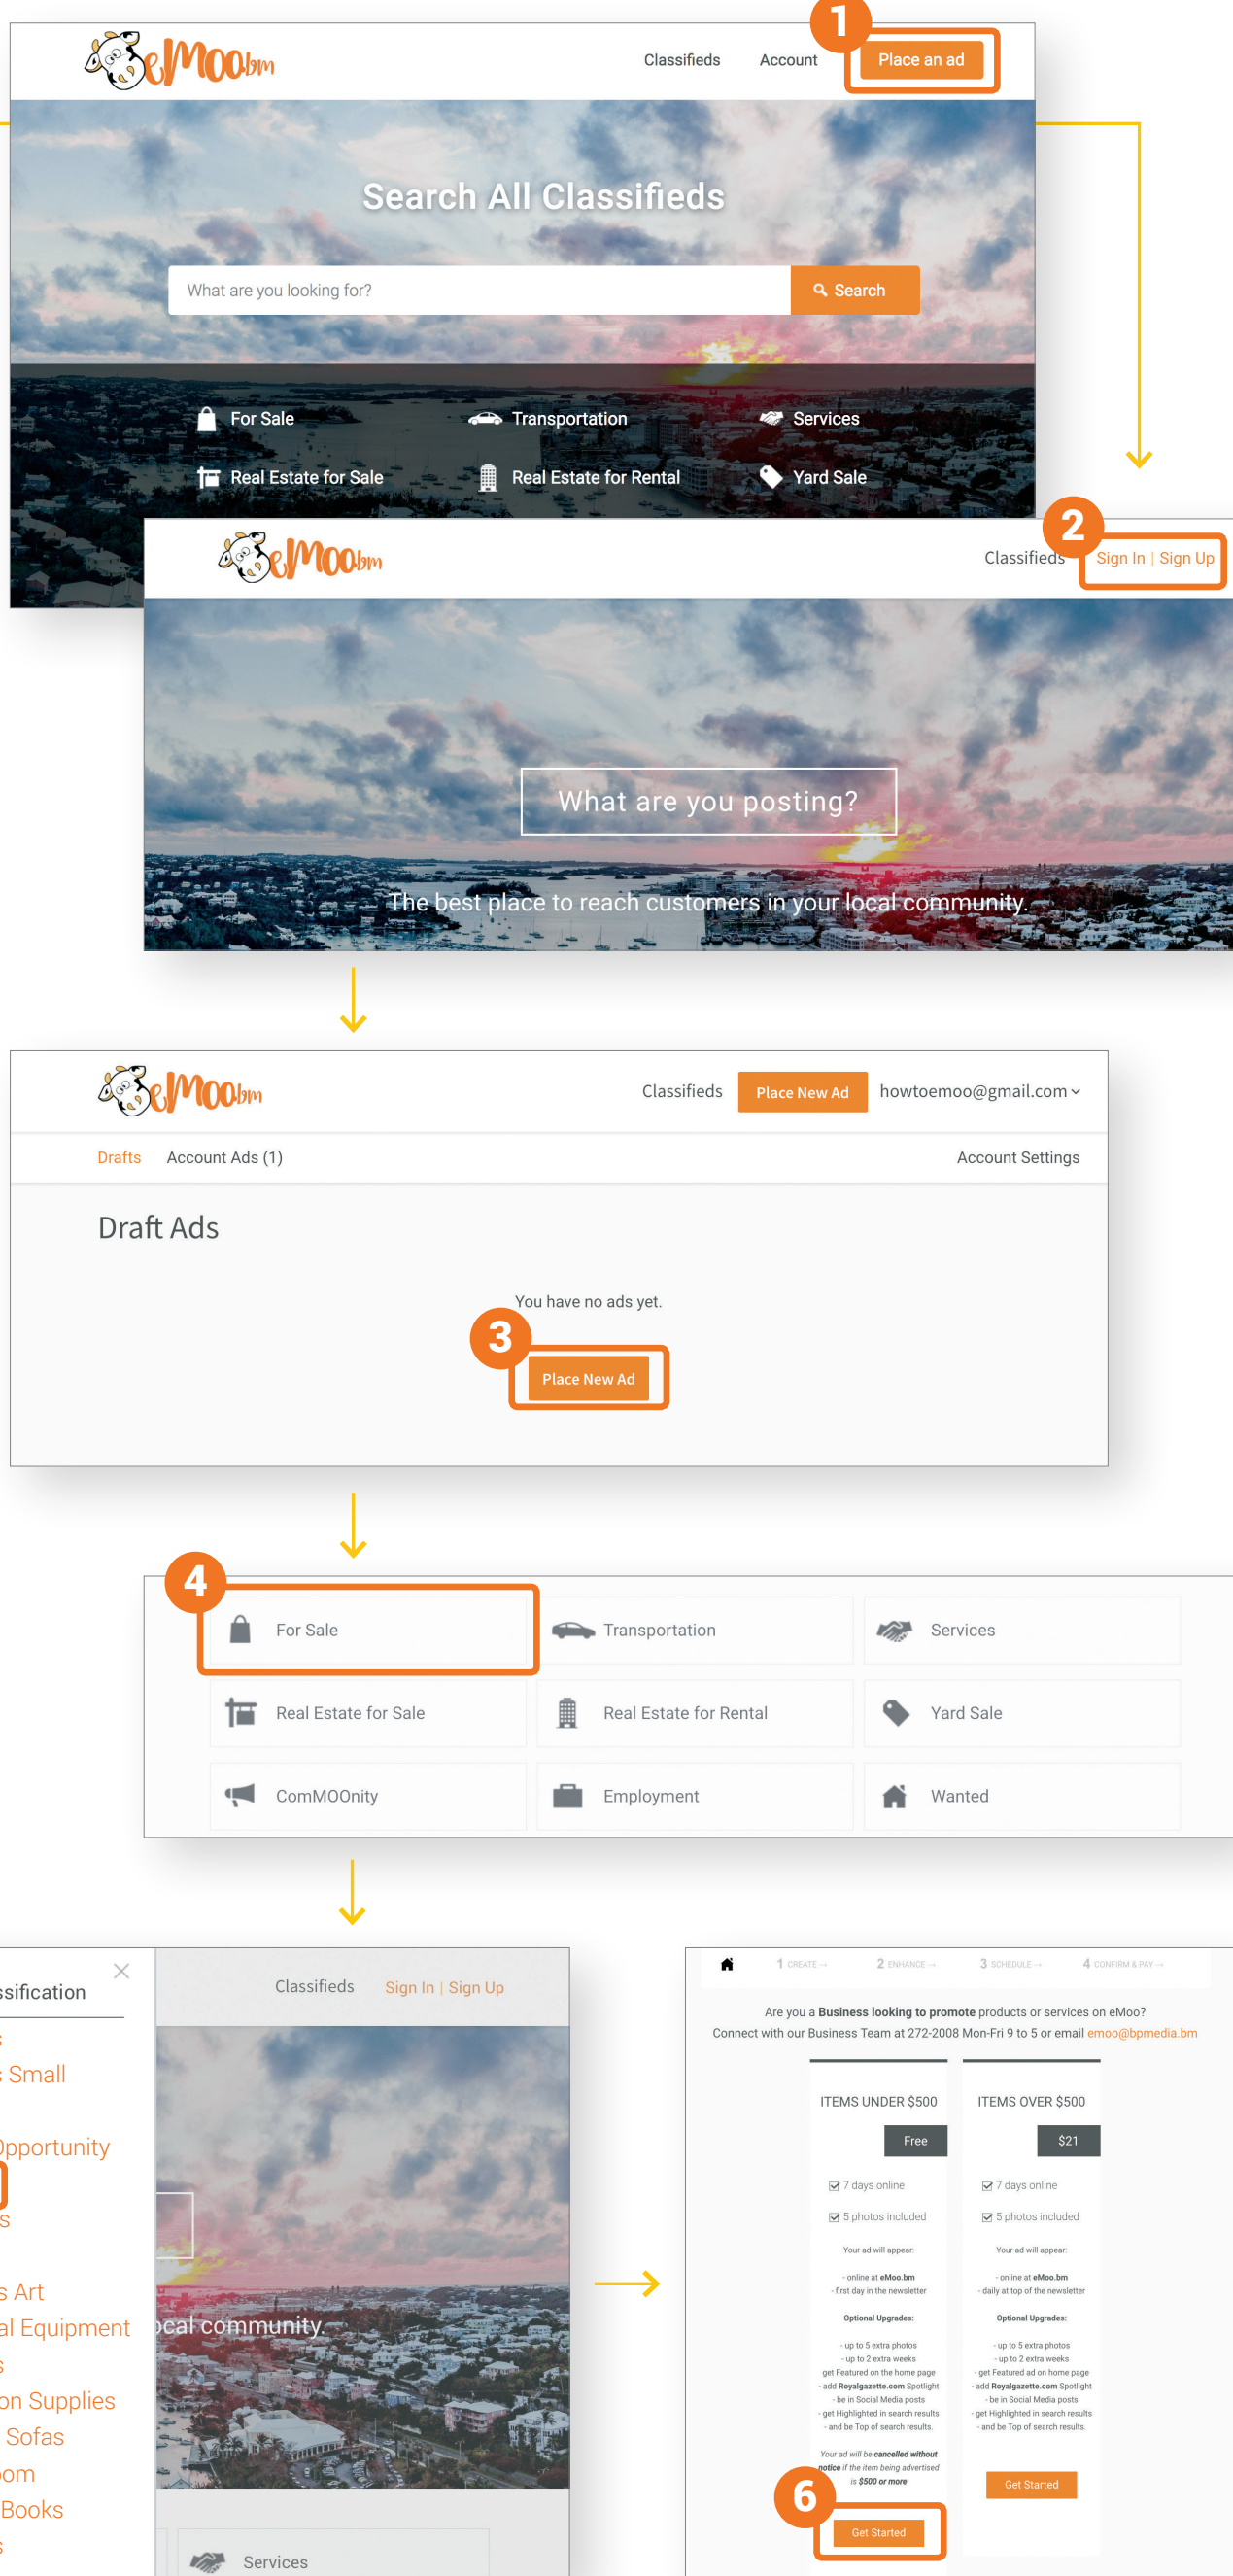 1
eMoo.bm
Classifieds Account Place an ad
Search All Classifieds
What are you looking for? Search
For Sale Transportation Services
Real Estate for Sale Real Estate for Rental Yard Sale
2
eMoo.bm
Classifieds Sign In | Sign Up
What are you posting?
The best place to reach customers in your local community.
eMoo.bm
Classifieds Place New Ad howtoemoo@gmail.com
Drafts Account Ads (1) Account Settings
Draft Ads
You have no ads yet.
3
Place New Ad
4
For Sale Transportation Services
Real Estate for Sale Real Estate for Rental Yard Sale
ComMOOnity Employment Wanted
ssification
s
s Small
Opportunity
s
s Art
al Equipment
s
on Supplies
Sofas
om
Books
s
Classifieds Sign In | Sign Up
ocal community.
Services
1 CREATE→ 2 ENHANCE→ 3 SCHEDULE→ 4 CONFIRM & PAY→
Are you a Business looking to promote products or services on eMoo?
Connect with our Business Team at 272-2008 Mon-Fri 9 to 5 or email emoo@bpmedia.bm
ITEMS UNDER $500
Free
7 days online
5 photos included
Your ad will appear:
- online at eMoo.bm
- first day in the newsletter
Optional Upgrades:
- up to 5 extra photos
- up to 2 extra weeks
get Featured on the home page
- add Royalgazette.com Spotlight
- be in Social Media posts
- get Highlighted in search results
- and be Top of search results.
Your ad will be cancelled without
notice if the item being advertised
is $500 or more
6
Get Started
ITEMS OVER $500
$21
7 days online
5 photos included
Your ad will appear:
- online at eMoo.bm
- daily at top of the newsletter
Optional Upgrades:
- up to 5 extra photos
- up to 2 extra weeks
- get Featured ad on home page
- add Royalgazette.com Spotlight
- be in Social Media posts
- get Highlighted in search results
- and be Top of search results.
Get Started